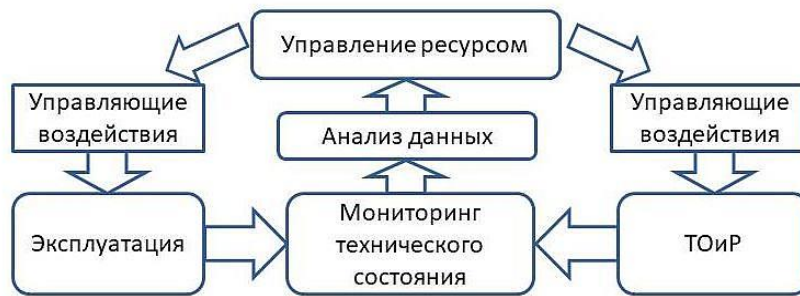 Управление ресурсом
Управляющие
воздействия
Анализ данных
Управляющие
воздействия
Эксплуатация
Мониторинг
технического
состояния
ТОиР